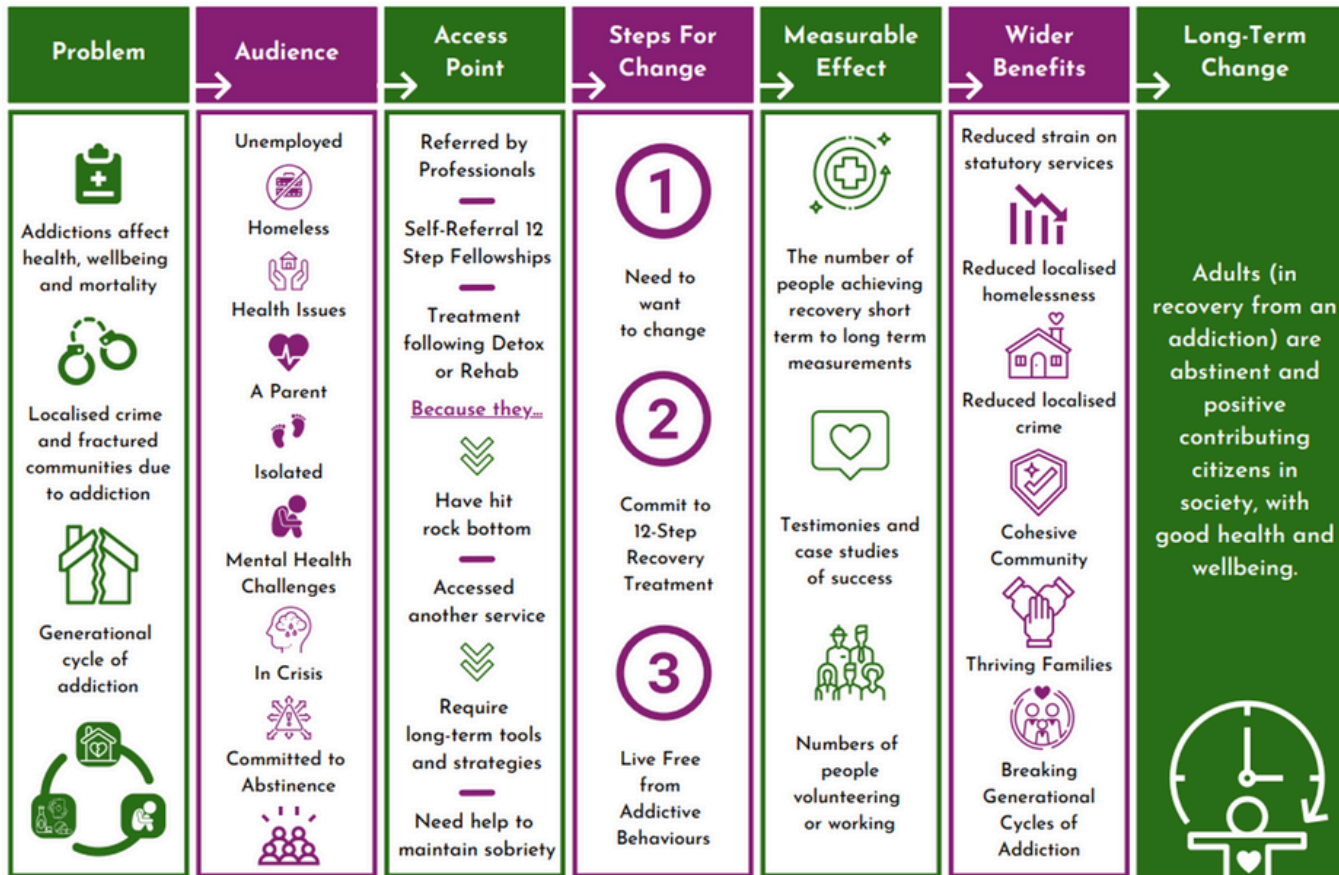 Problem
Audience
Access
Point
Steps For
Change
Measurable
Effect
Wider
Benefits
Long-Term
Change
Addictions affect
health, wellbeing
and mortality
Localised crime
and fractured
communities due
to addiction
Generational
cycle of
addiction
Unemployed
Homeless
Health Issues
A Parent
Isolated
Mental Health
Challenges
In Crisis
Committed to
Abstinence
Referred by
Professionals
Self-Referral 12
Step Fellowships
Treatment
following Detox
or Rehab
Because they...
Have hit
rock bottom
Accessed
another service
Require
long-term tools
and strategies
Need help to
maintain sobriety
1
Need to
want
to change
2
Commit to
12-Step
Recovery
Treatment
3
Live Free
from
Addictive
Behaviours
The number of
people achieving
recovery short
term to long term
measurements
Testimonies and
case studies
of success
Numbers of
people
volunteering
or working
Reduced strain on
statutory services
Reduced localised
homelessness
Reduced localised
crime
Cohesive
Community
Thriving Families
Breaking
Generational
Cycles of
Addiction
Adults (in
recovery from an
addiction) are
abstinent and
positive
contributing
citizens in
society, with
good health and
wellbeing.